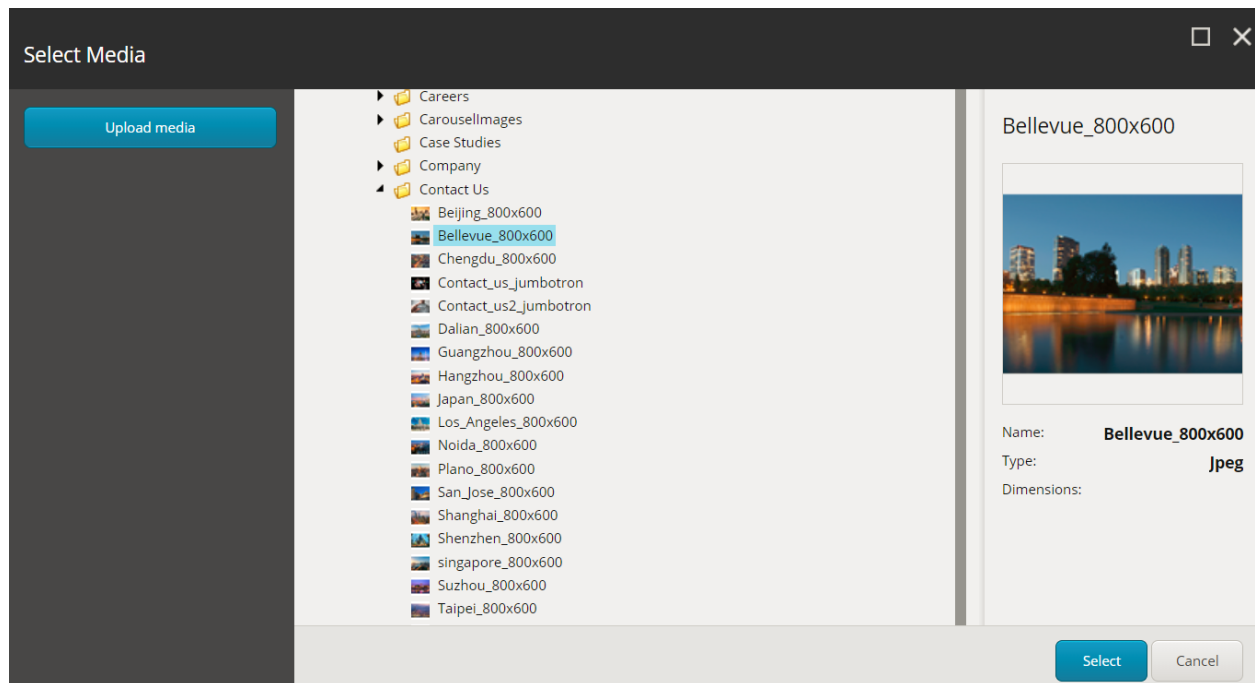 Select Media
Upload media
Careers
CarouselImages
Case Studies
Company
Contact Us
Beijing_800x600
Bellevue_800x600
Chengdu_800x600
Contact_us_jumbotron
Contact_us2_jumbotron
Dalian_800x600
Guangzhou_800x600
Hangzhou_800x600
Japan_800x600
Los_Angeles_800x600
Noida_800x600
Plano_800x600
San_Jose_800x600
Shanghai_800x600
Shenzhen_800x600
singapore_800x600
Suzhou_800x600
Taipei_800x600
Bellevue_800x600
Name: Bellevue_800x600
Type: Jpeg
Dimensions:
Select Cancel